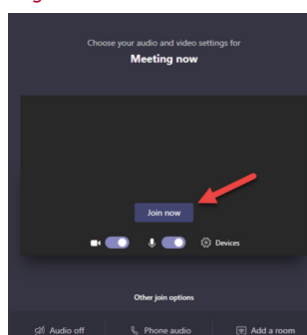 Choose your audio and video settings for
Meeting now
Join now
Devices
Other join options
Audio off
Phone audio
Add a room